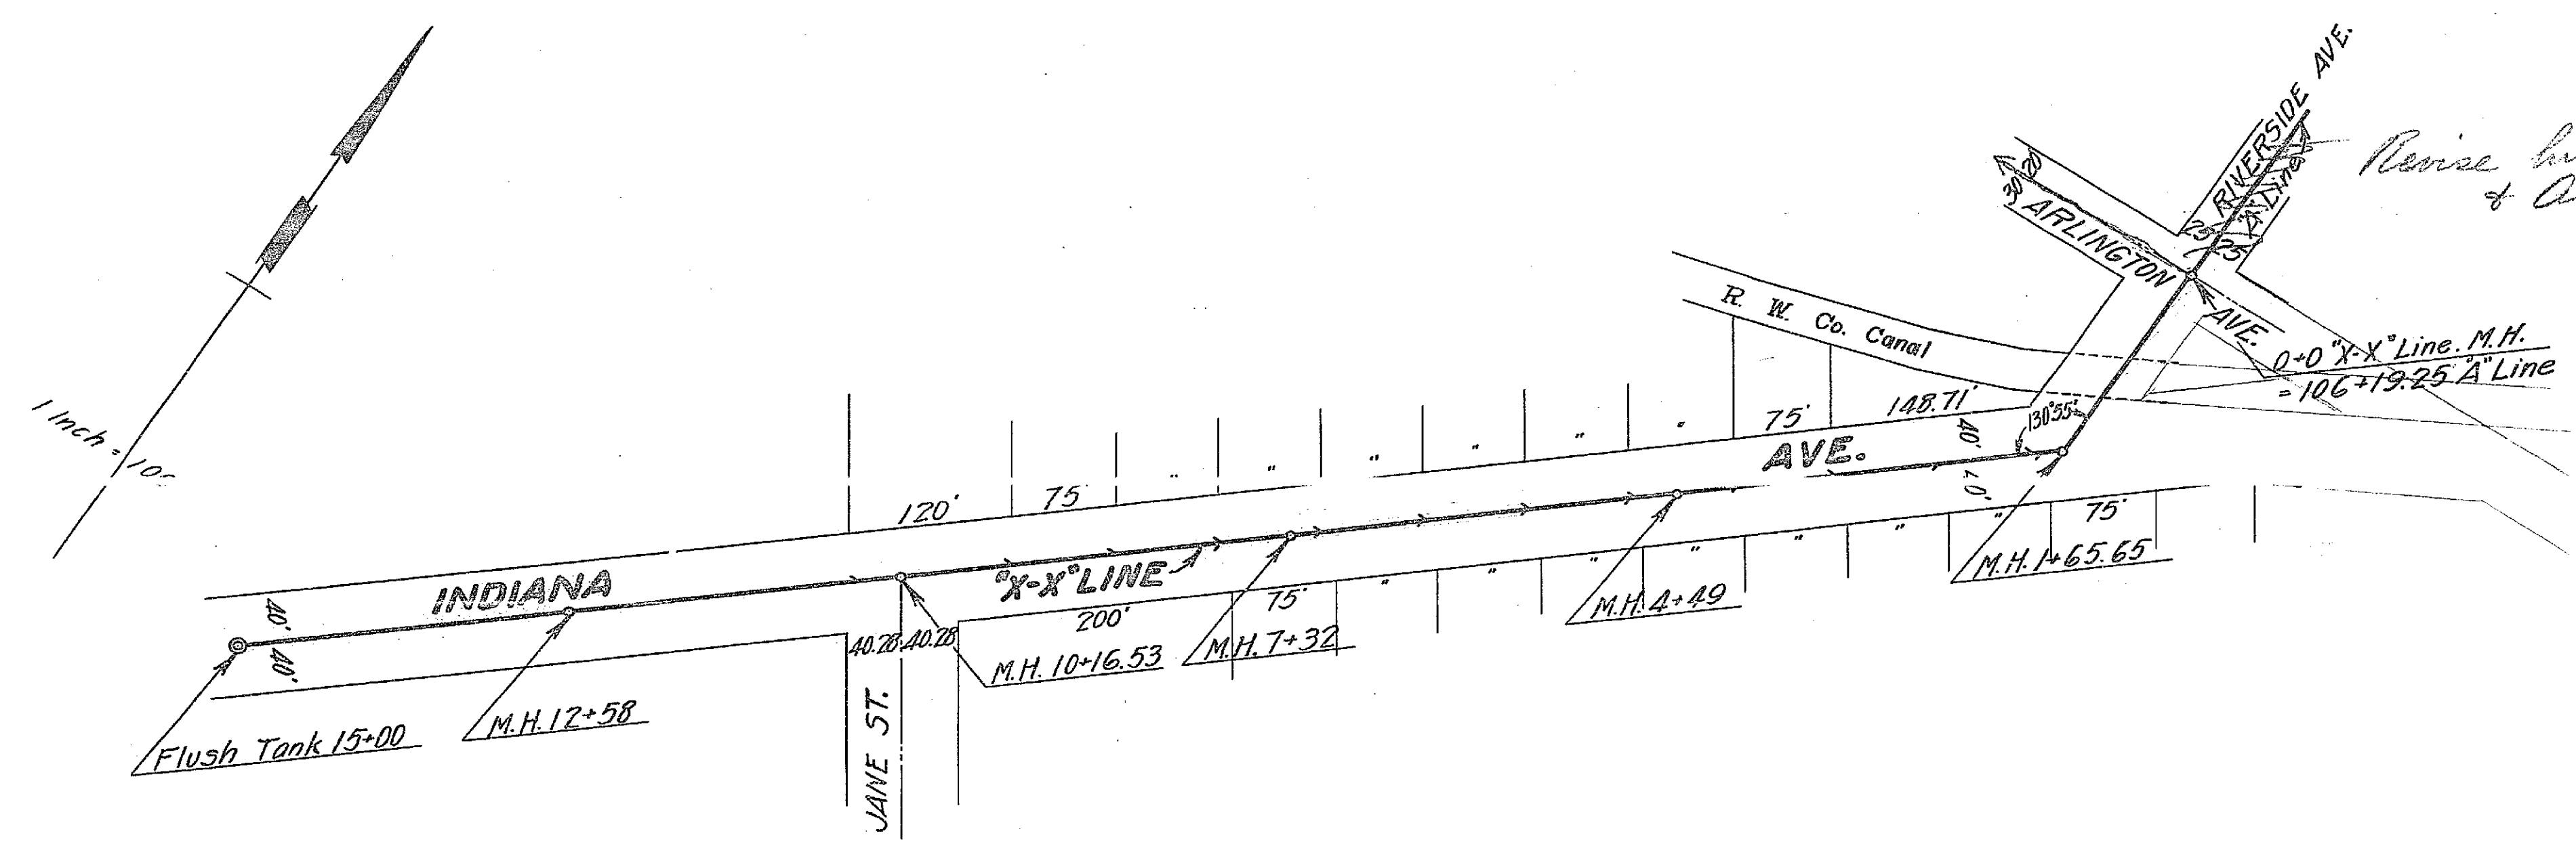 RIVERSIDE AVE.
"A" Line
Revise
&
30' 20'
ARLINGTON AVE.
25' 25'
R. W. Co. Canal
0+0 "X-X" Line. M.H.
= 106+19.25 "A" Line
1 Inch =
148.71'
75'
130°55'
40'
40'
AVE.
"
"
"
"
"
"
75
120'
INDIANA
"X-X" LINE
40'
40'
40.28 40.28
200'
75'
"
"
"
"
"
"
"
75'
M.H. 1+65.65
M.H. 4+49
M.H. 7+32
M.H. 10+16.53
M.H. 12+58
Flush Tank 15+00
JANE ST.